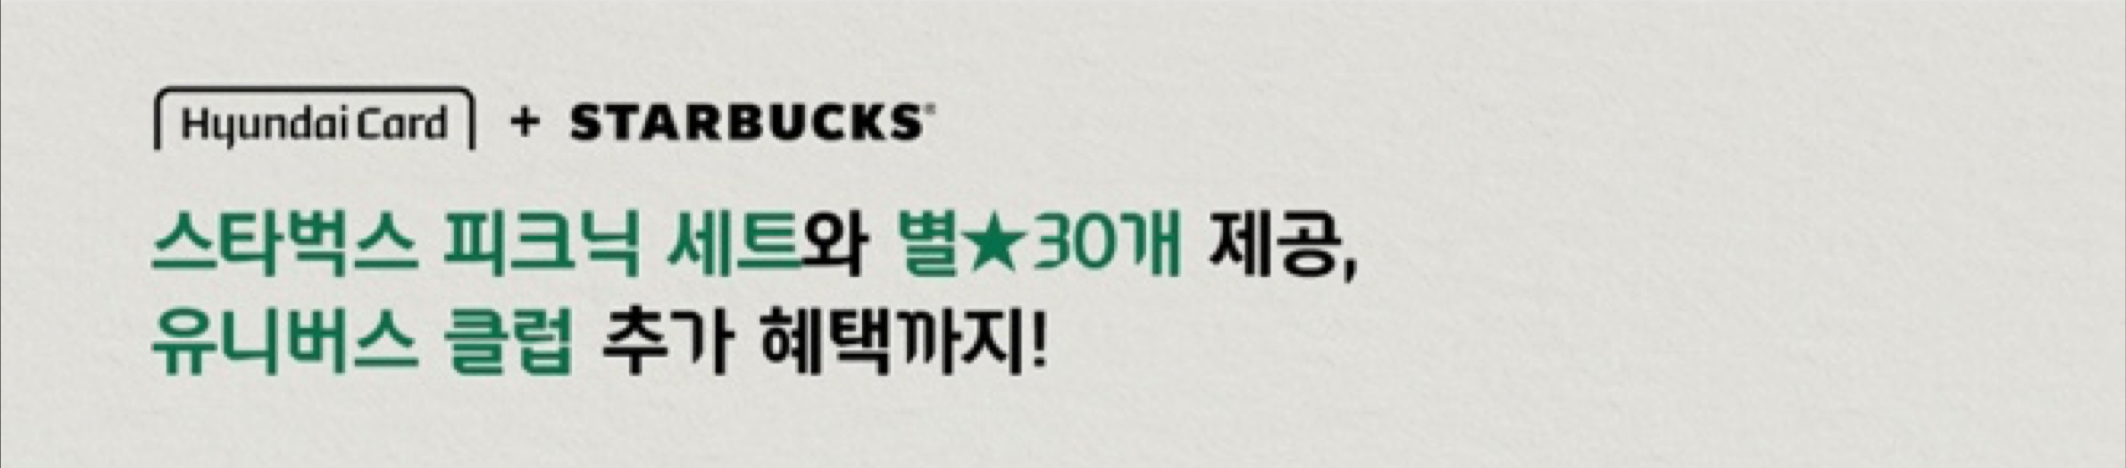 Hyundai Card + STARBUCKS®
스타벅스 피크닉 세트와 별★30개 제공,
유니버스 클럽 추가 혜택까지!